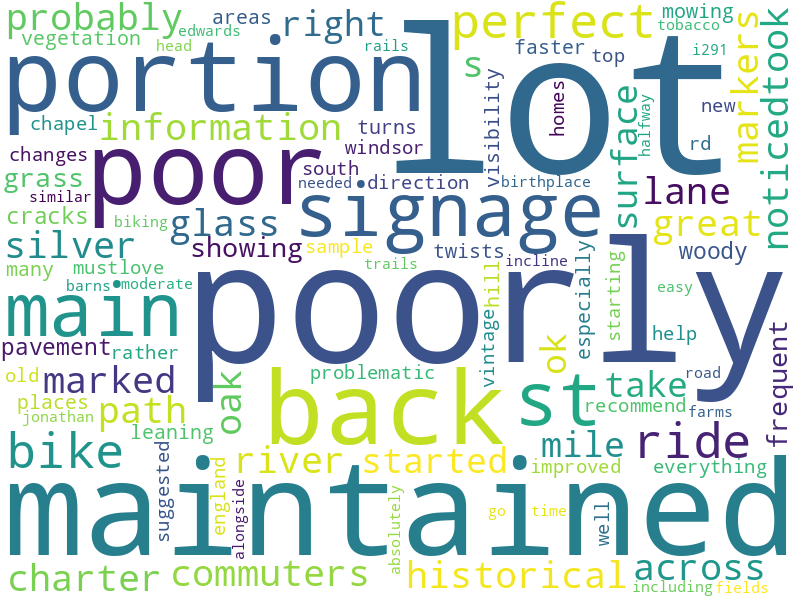 probably
edwards
areas
right
perfect
mowing
tobacco
vegetation
head
rails
faster
top
i291
markers
noticed
took
portion
lot
s
visibility
homes
new
chapel
information
turns
surface
halfway
rd
changes
poor
windsor
south
grass
similar
needed
direction
birthplace
lane
cracks
biking
glass
signage
great
silver
showing
sample
twists
incline
especially
woody
many
mustlove
trails
hill
starting
easy
barns
moderate
main
poorly
vintage
ok
help
pavement
rather
frequent
old
marked
problematic
road
places
path
oak
back
st
take
jonathan
recommend
farms
leaning
bike
suggested
england
river
started
mile
ride
improved
everything
alongside
maintained
absolutely
go
time
well
charter
commuters
historical
across
including
fields